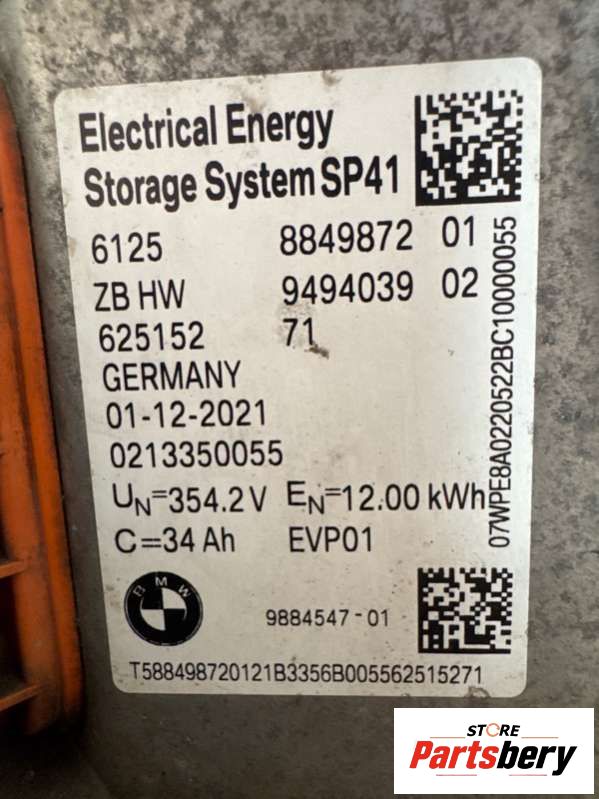 Electrical Energy
Storage System SP41
6125 8849872 01
ZB HW 9494039 02
625152 71
GERMANY
01-12-2021
0213350055
UN=354.2V EN=12.00 kWh
C=34 Ah EVP01
BMW
9884547-01
T588498720121B3356B005562515271
07WPE8A0220522BC10000055
STORE
Partsbery